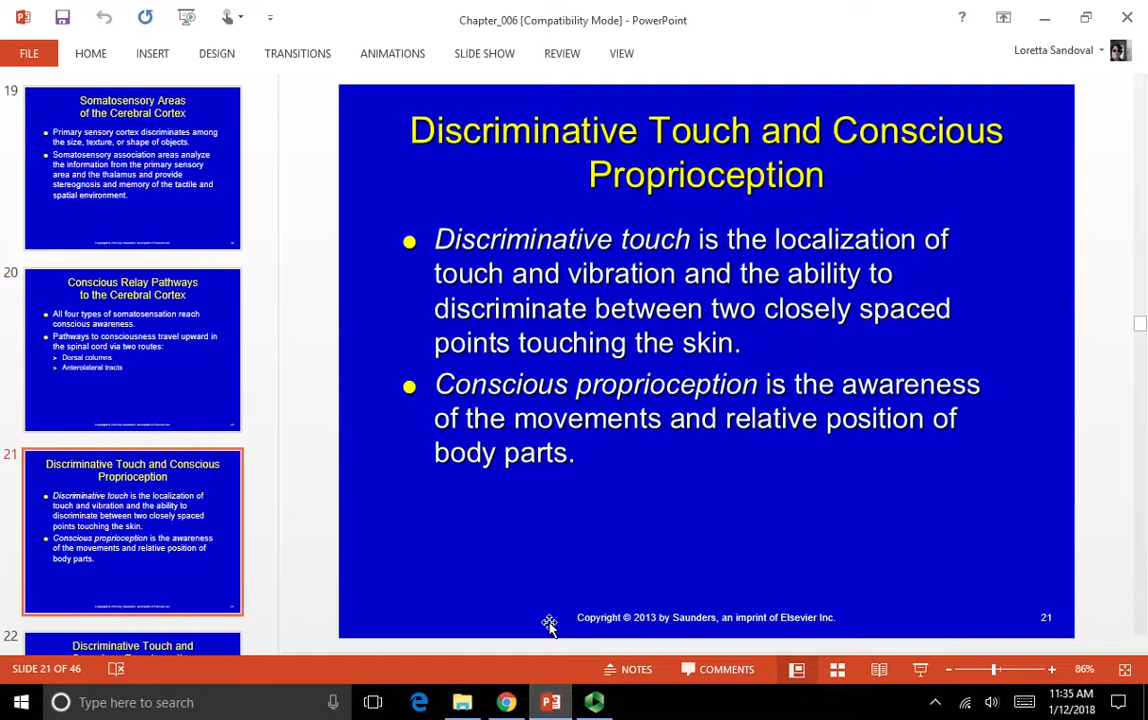 Chapter_006 [Compatibility Mode] - PowerPoint
?
FILE
HOME
INSERT
DESIGN
TRANSITIONS
ANIMATIONS
SLIDE SHOW
REVIEW
VIEW
Loretta Sandoval
19
Somatosensory Areas
of the Cerebral Cortex
Primary sensory cortex discriminates among
the size, texture, or shape of objects.
Somatosensory association areas analyze
the information from the primary sensory
area and the thalamus and provide
stereognosis and memory of the tactile and
spatial environment.
20
Conscious Relay Pathways
to the Cerebral Cortex
All four types of somatosensation reach
conscious awareness.
Pathways to consciousness travel upward in
the spinal cord via two routes:
Dorsal columns
Anterolateral tracts
21
Discriminative Touch and Conscious
Proprioception
Discriminative touch is the localization of
touch and vibration and the ability to
discriminate between two closely spaced
points touching the skin.
Conscious proprioception is the awareness
of the movements and relative position of
body parts.
22
Discriminative Touch and
Discriminative Touch and Conscious
Proprioception
Discriminative touch is the localization of
touch and vibration and the ability to
discriminate between two closely spaced
points touching the skin.
Conscious proprioception is the awareness
of the movements and relative position of
body parts.
Copyright © 2013 by Saunders, an imprint of Elsevier Inc.
21
SLIDE 21 OF 46
NOTES
COMMENTS
86%
Type here to search
11:35 AM
1/12/2018